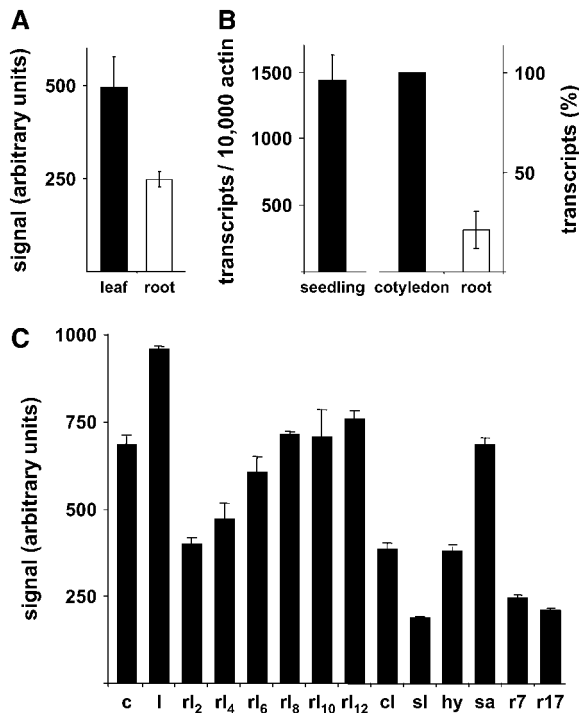 A
signal (arbitrary units)
500
250
leaf root
B
transcripts / 10,000 actin
1500
1000
500
100
50
transcripts (%)
seedling cotyledon root
C
signal (arbitrary units)
1000
750
500
250
c l rl₂ rl₄ rl₆ rl₈ rl₁₀ rl₁₂ cl sl hy sa r7 r17